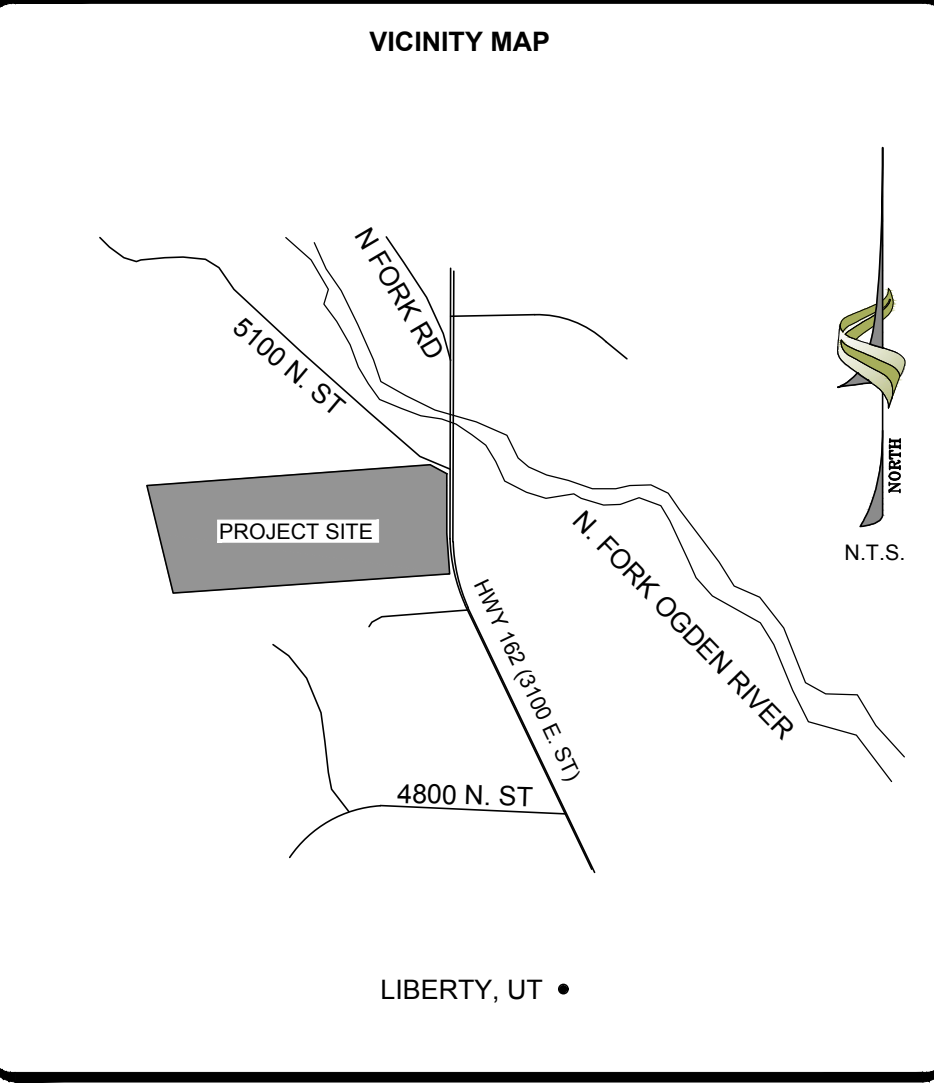 VICINITY MAP
N FORK RD
5100 N. ST
NORTH
PROJECT SITE
N.T.S.
N. FORK OGDEN RIVER
HWY 162 (3100 E. ST)
4800 N. ST
LIBERTY, UT